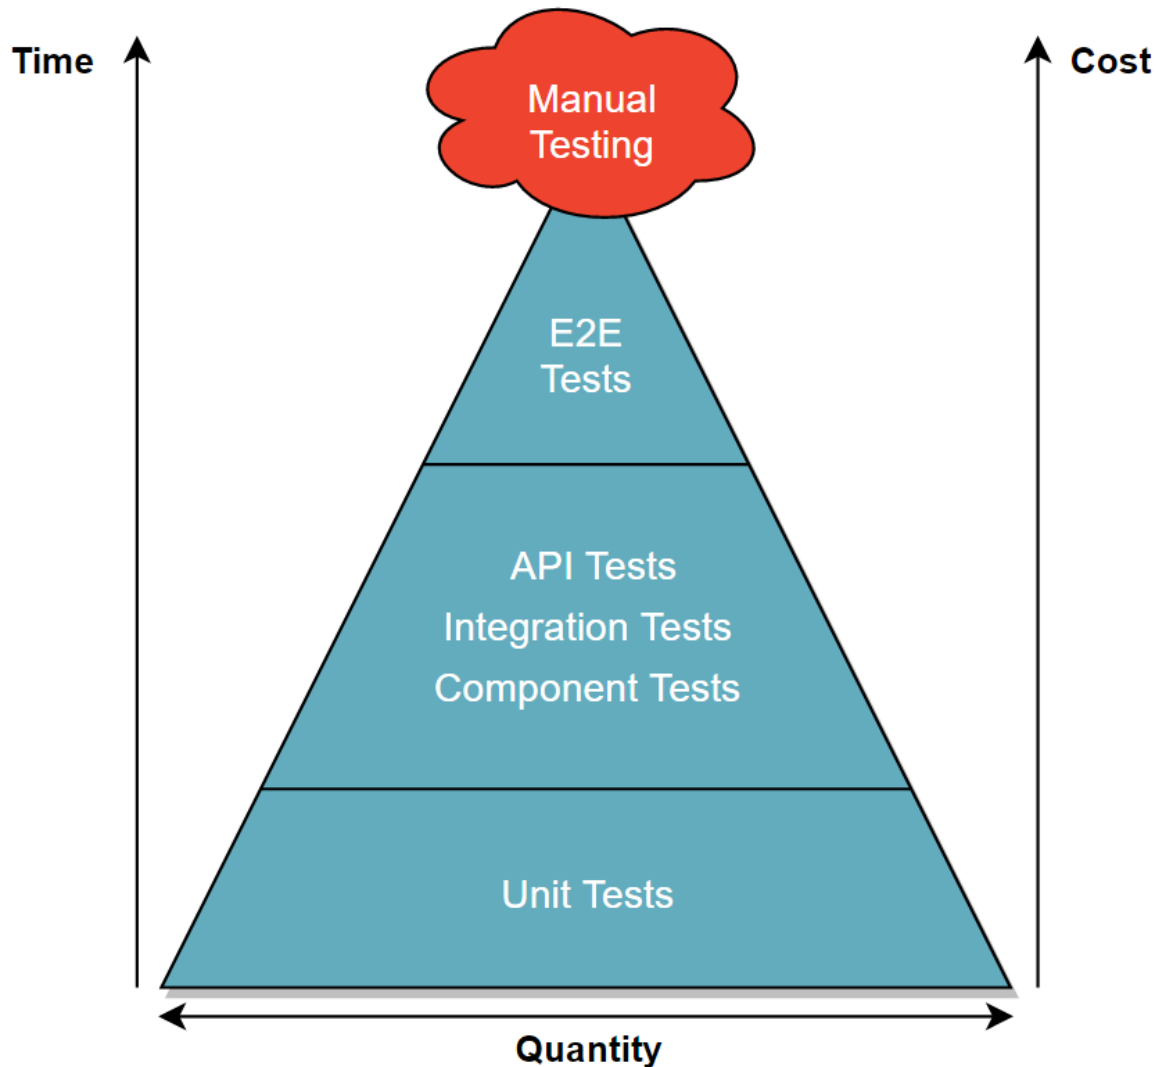 Time
Cost
Manual
Testing
E2E
Tests
API Tests
Integration Tests
Component Tests
Unit Tests
Quantity